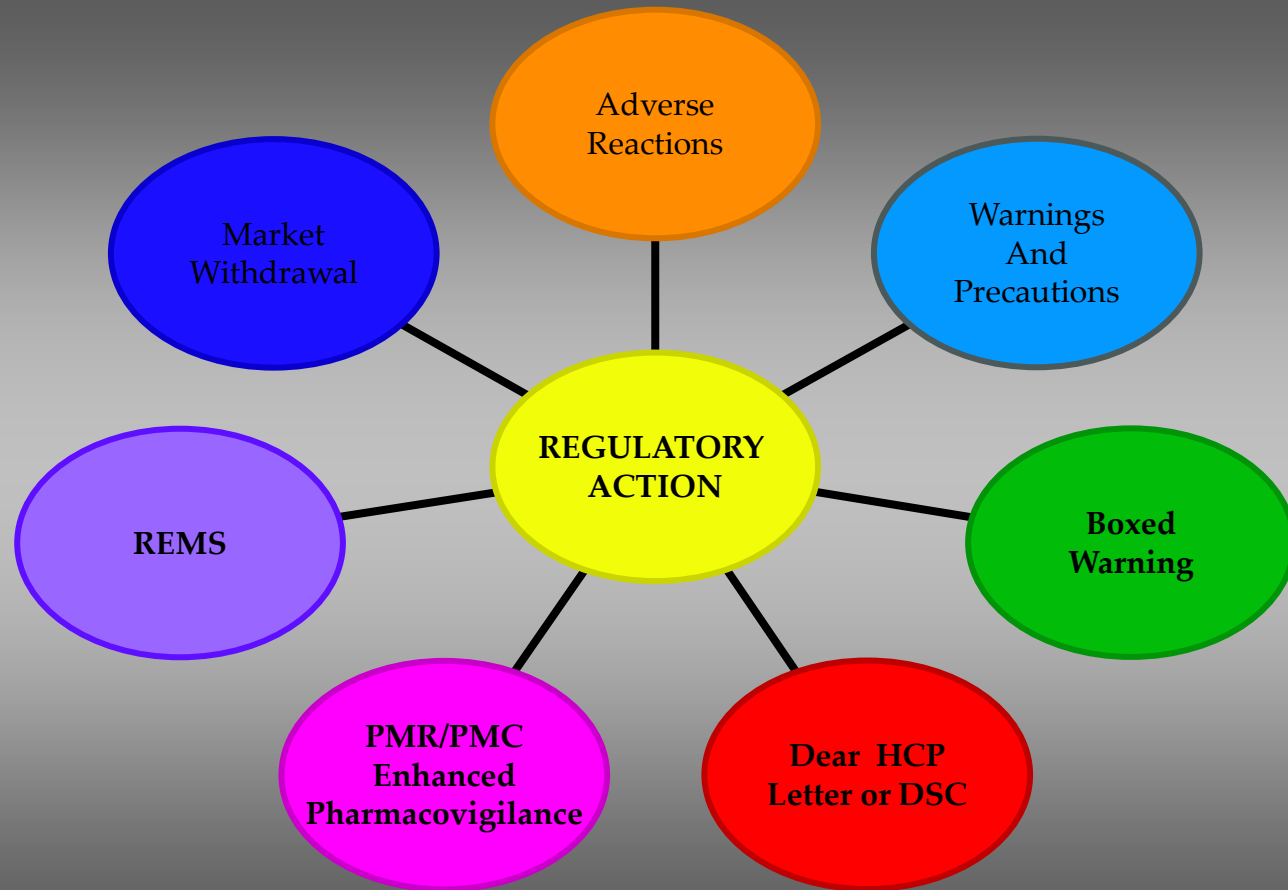 Adverse
Reactions
Market
Withdrawal
Warnings
And
Precautions
REGULATORY
ACTION
REMS
Boxed
Warning
PMR/PMC
Enhanced
Pharmacovigilance
Dear HCP
Letter or DSC